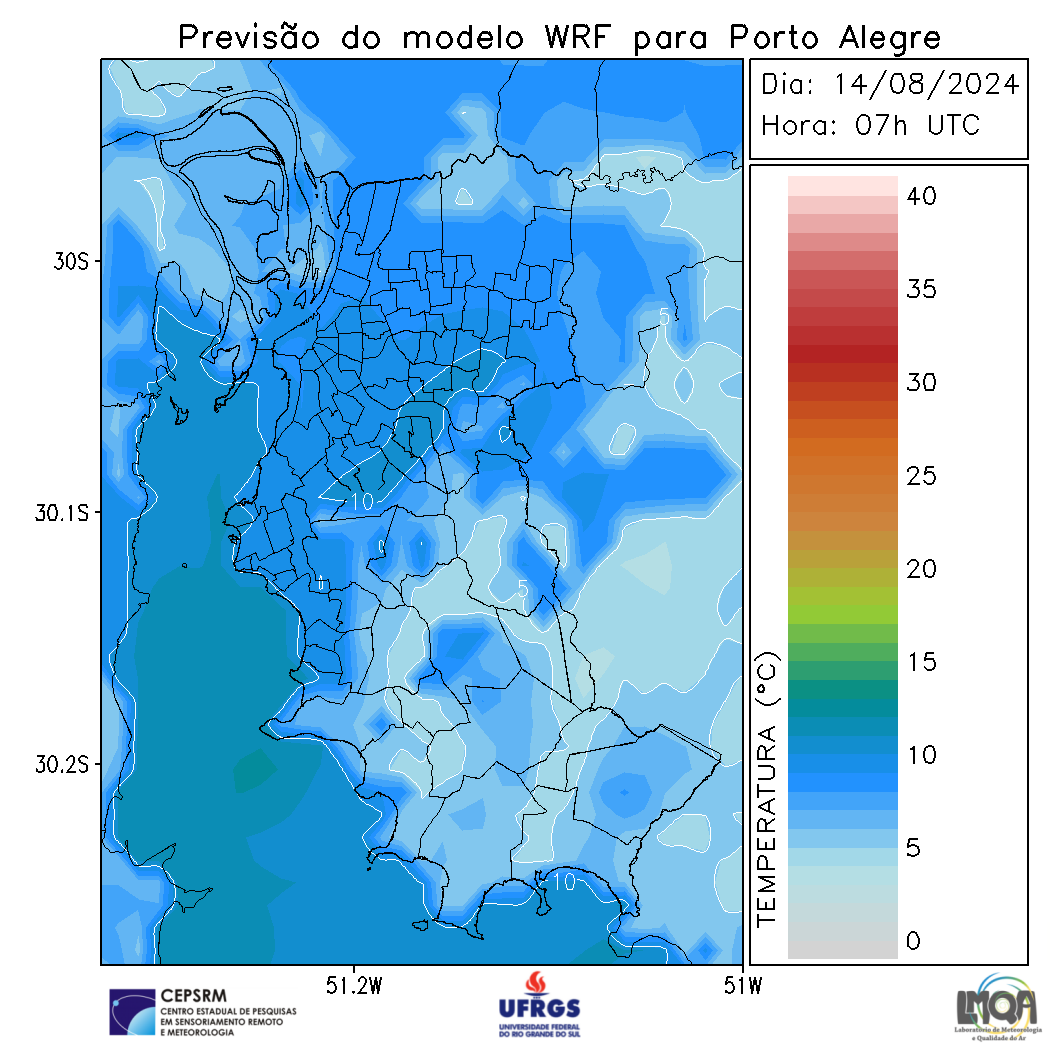 Previsão do modelo WRF para Porto Alegre
Dia: 14/08/2024
Hora: 07h UTC
40
35
30
25
20
15
10
5
0
TEMPERATURA (°C)
30S
30.1S
30.2S
51.2W
51W
5
10
5
10
CEPSRM
CENTRO ESTADUAL DE PESQUISAS
EM SENSORIAMENTO REMOTO
E METEOROLOGIA
UFRGS
UNIVERSIDADE FEDERAL
DO RIO GRANDE DO SUL
LMQA
Laboratório de Meteorologia
e Qualidade do Ar